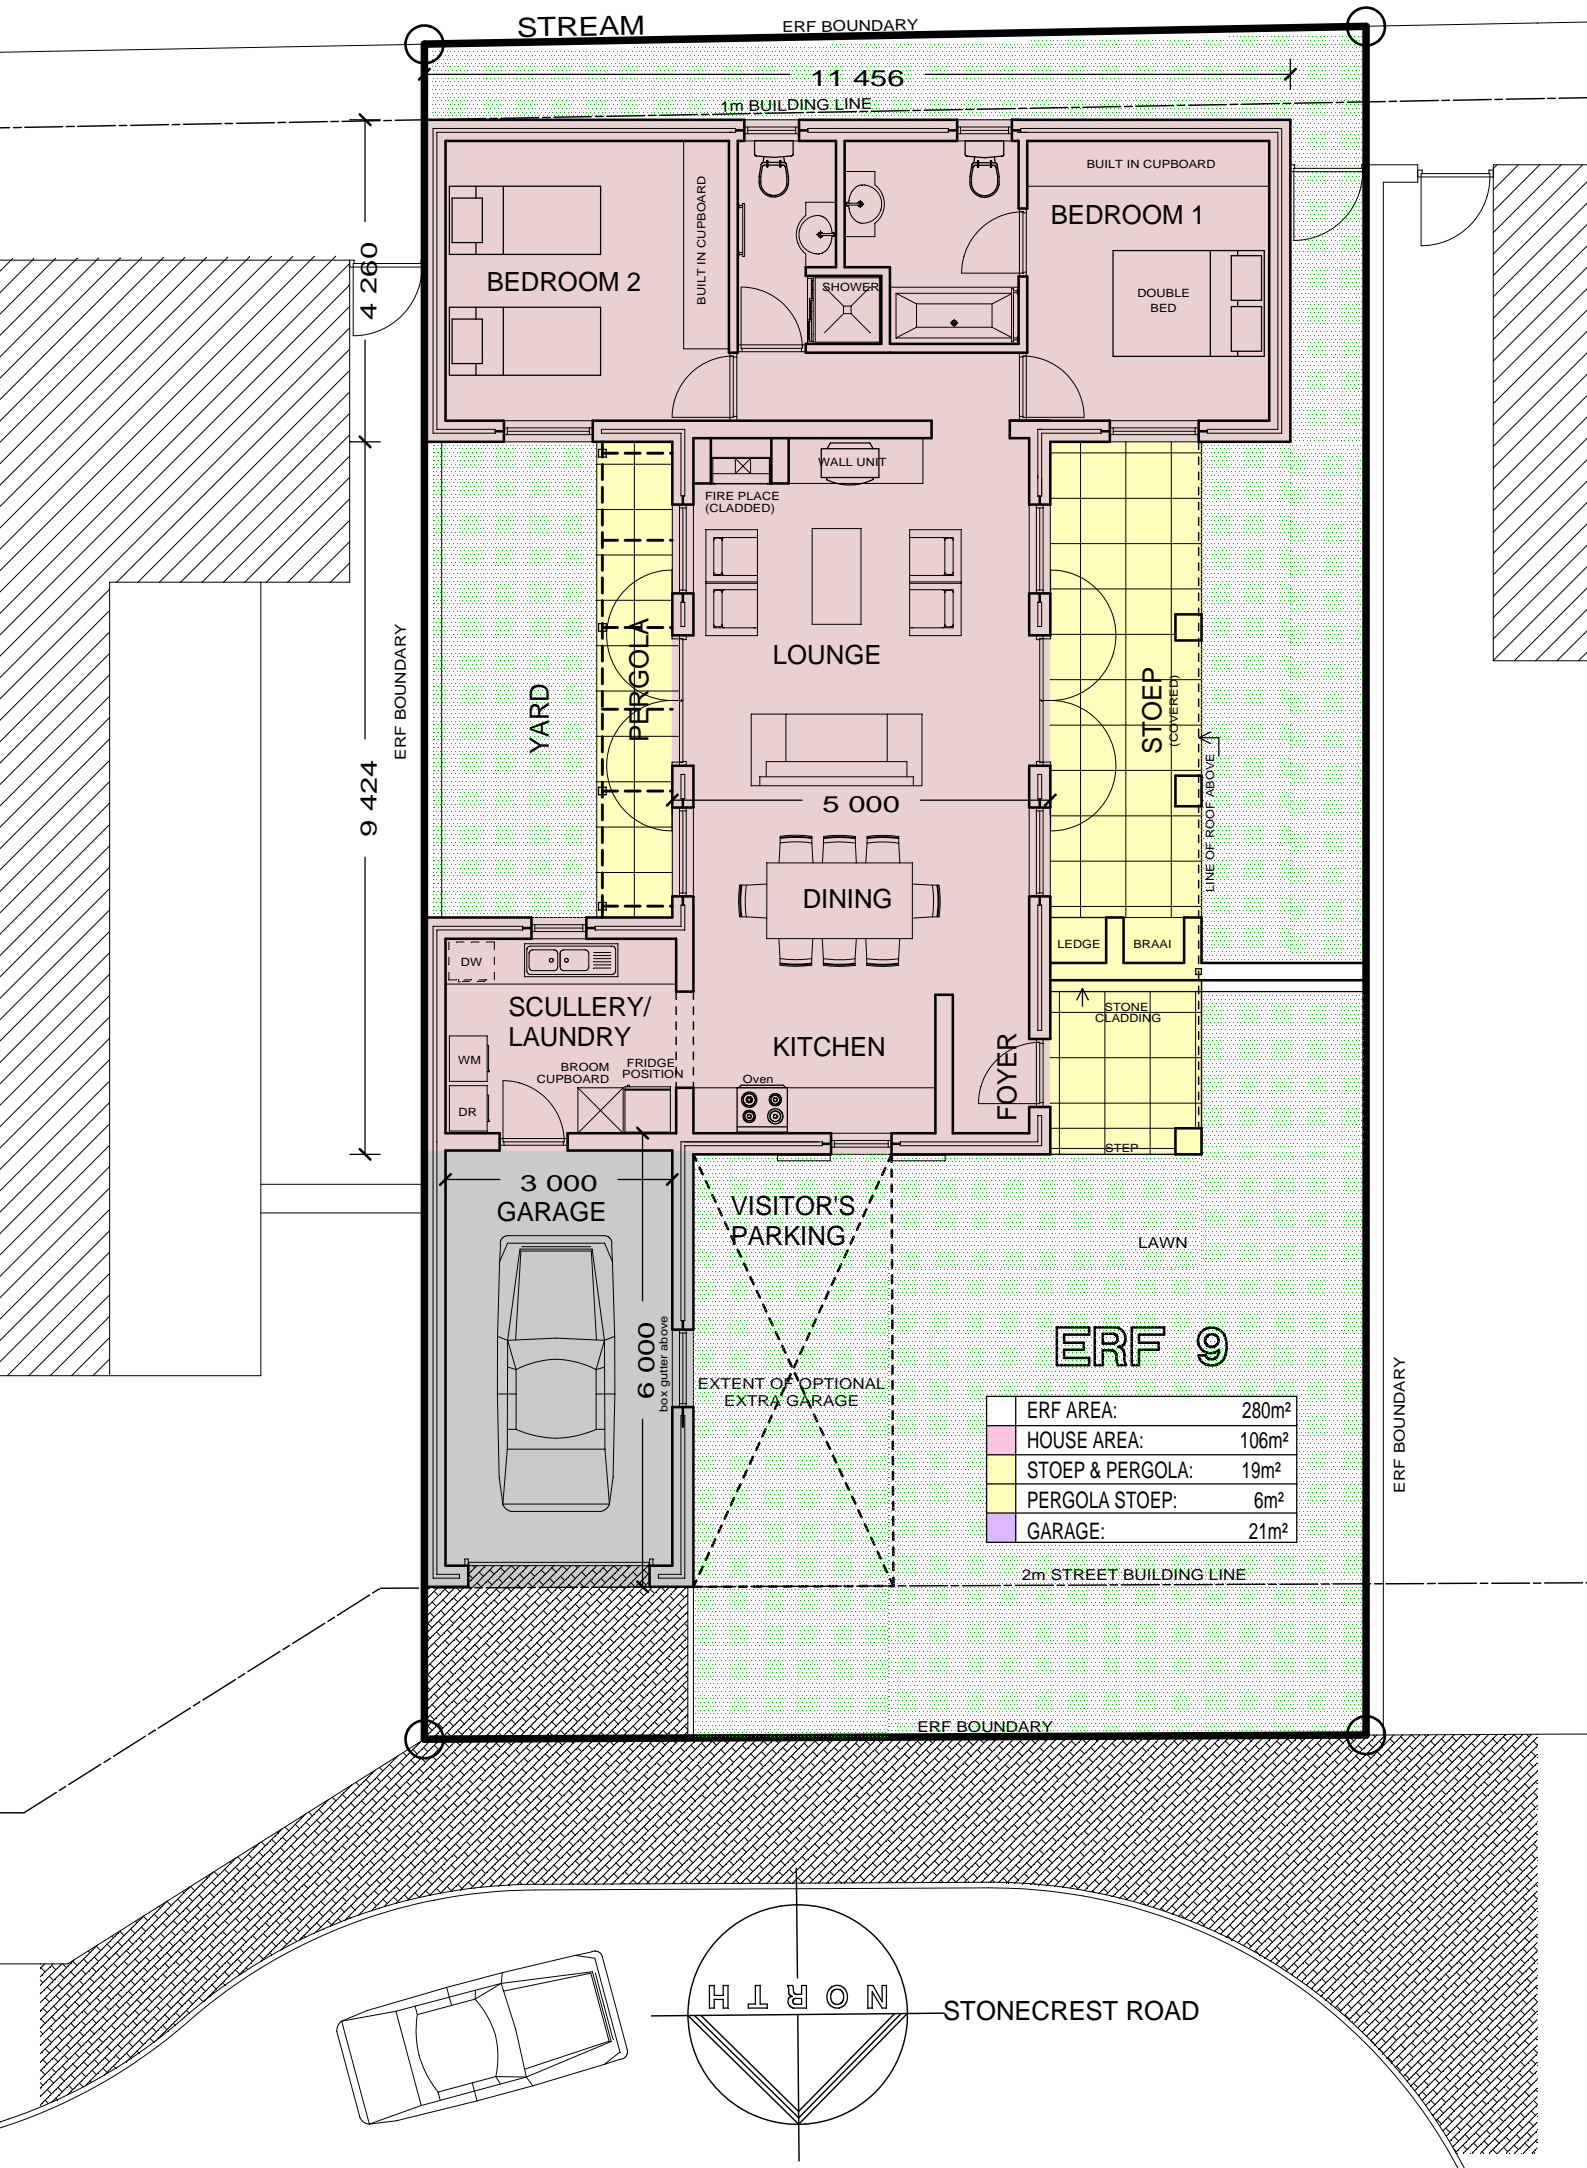 STREAM
ERF BOUNDARY
11 456
1m BUILDING LINE
BUILT IN CUPBOARD
BEDROOM 1
BUILT IN CUPBOARD
4 260
BEDROOM 2
SHOWER
DOUBLE
BED
WALL UNIT
FIRE PLACE
(CLADDED)
ERF BOUNDARY
YARD
PERGOLA
LOUNGE
STOEP
(COVERED)
LINE OF ROOF ABOVE
9 424
5 000
DINING
LEDGE
BRAAI
DW
SCULLERY/
LAUNDRY
STONE
CLADDING
KITCHEN
FOYER
WM
BROOM
CUPBOARD
FRIDGE
POSITION
Oven
DR
STEP
3 000
GARAGE
VISITOR'S
PARKING
LAWN
6 000
box gutter above
ERF 9
EXTENT OF OPTIONAL
EXTRA GARAGE
ERF AREA: 280m²
HOUSE AREA: 106m²
STOEP & PERGOLA: 19m²
PERGOLA STOEP: 6m²
GARAGE: 21m²
ERF BOUNDARY
2m STREET BUILDING LINE
ERF BOUNDARY
NORTH
STONECREST ROAD